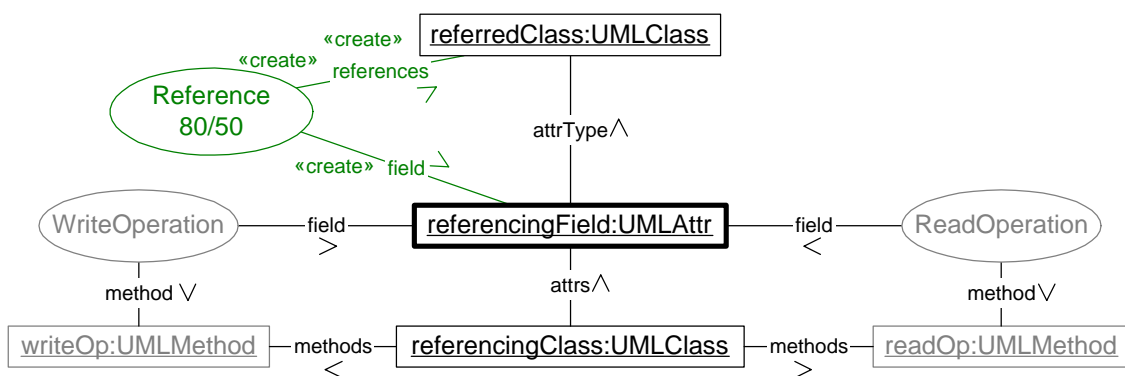 «create»
referredClass:UMLClass
«create»
references
Reference
80/50
attrType
«create» field
WriteOperation
field
referencingField:UMLAttr
field
ReadOperation
method
attrs
method
writeOp:UMLMethod
methods
referencingClass:UMLClass
methods
readOp:UMLMethod